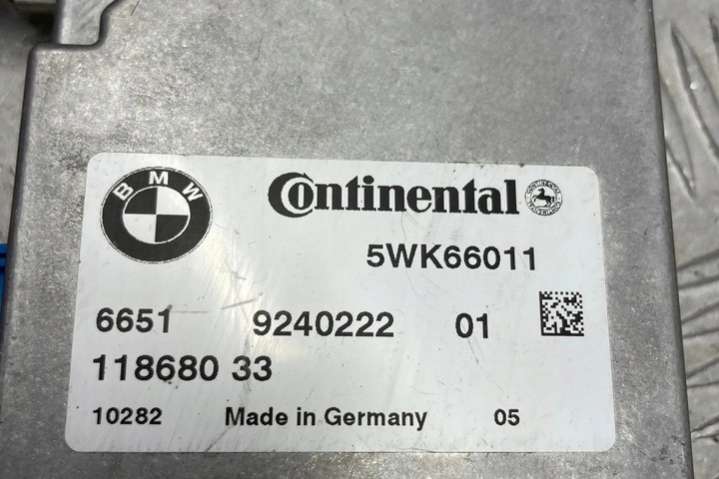 BMW
Continental
5WK66011
6651 9240222 01
118680 33
10282 Made in Germany 05